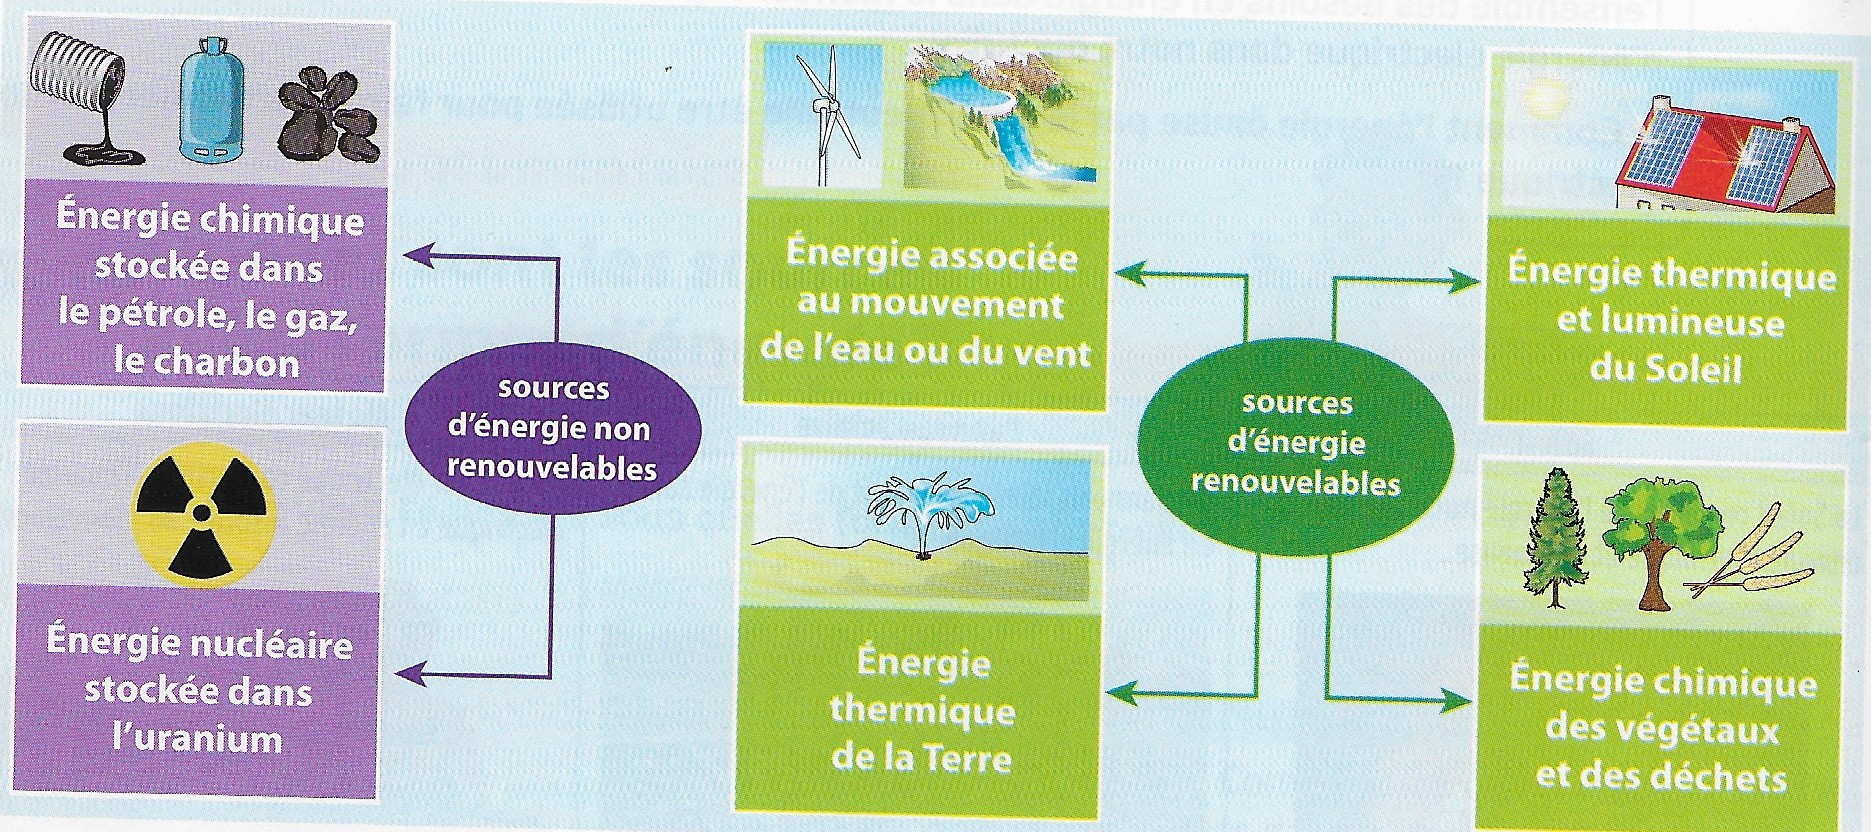 Énergie chimique
stockée dans
le pétrole, le gaz,
le charbon
sources
d'énergie non
renouvelables
Énergie nucléaire
stockée dans
l'uranium
Énergie associée
au mouvement
de l'eau ou du vent
Énergie thermique
et lumineuse
du Soleil
sources
d'énergie
renouvelables
Énergie
thermique
de la Terre
Énergie chimique
des végétaux
et des déchets